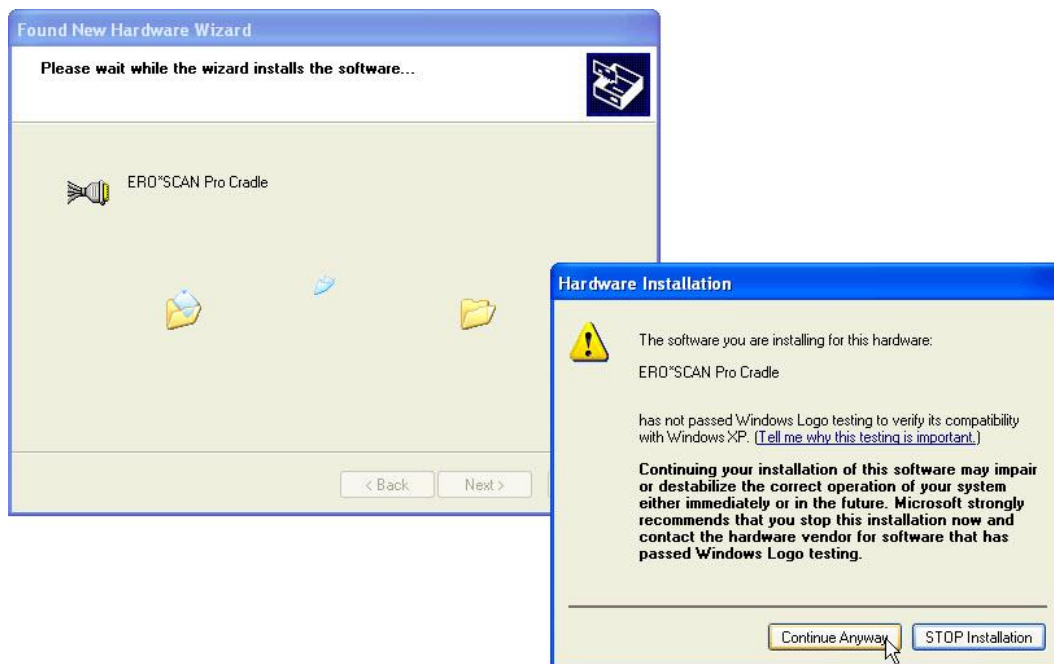 Found New Hardware Wizard
Please wait while the wizard installs the software...
ERO*SCAN Pro Cradle
< Back
Next >
Hardware Installation
The software you are installing for this hardware:
ERO*SCAN Pro Cradle
has not passed Windows Logo testing to verify its compatibility
with Windows XP. (Tell me why this testing is important.)
Continuing your installation of this software may impair
or destabilize the correct operation of your system
either immediately or in the future. Microsoft strongly
recommends that you stop this installation now and
contact the hardware vendor for software that has
passed Windows Logo testing.
Continue Anyway
STOP Installation